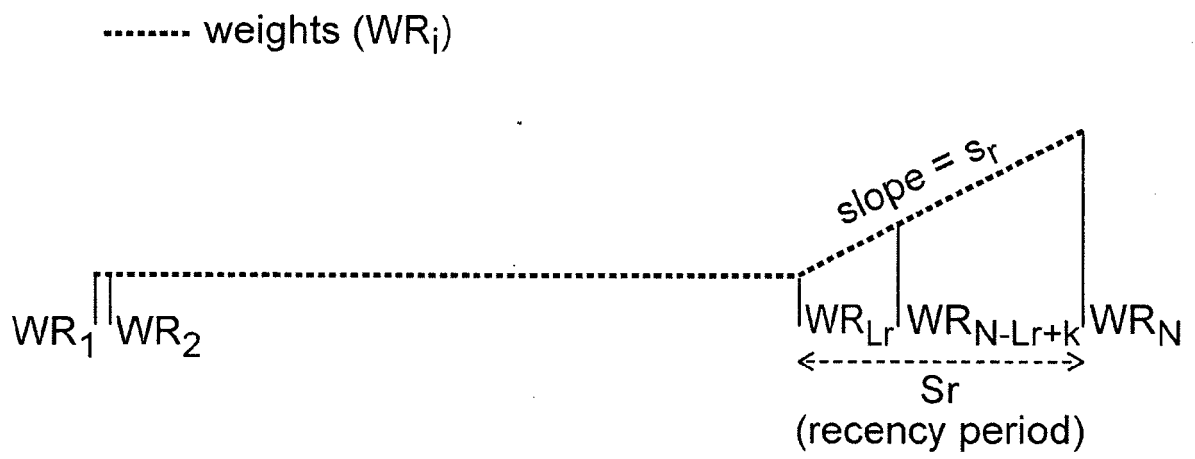 weights (WRi)
slope = sr
WR1 WR2 WRLr WRN-Lr+k WRN
Sr
(recency period)